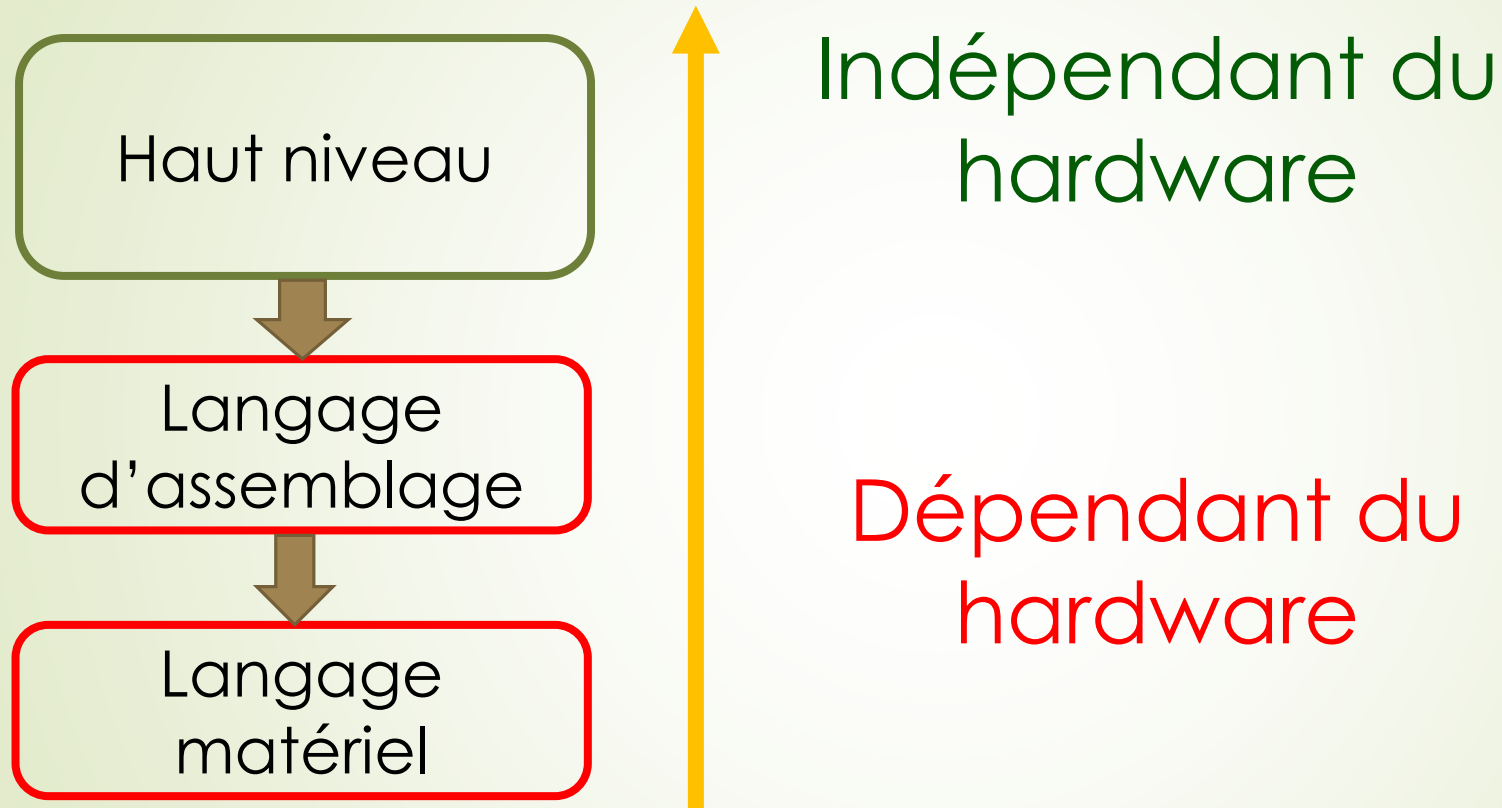 Haut niveau
Indépendant du
hardware
Langage
d’assemblage
Dépendant du
hardware
Langage
matériel